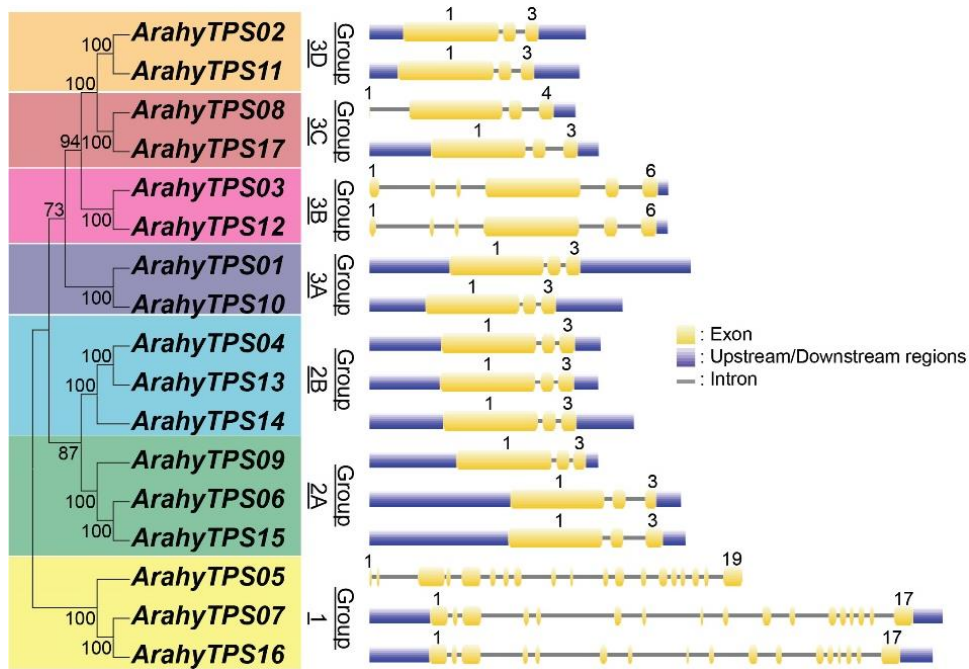 ArahyTPS02
ArahyTPS11
ArahyTPS08
ArahyTPS17
ArahyTPS03
ArahyTPS12
ArahyTPS01
ArahyTPS10
ArahyTPS04
ArahyTPS13
ArahyTPS14
ArahyTPS09
ArahyTPS06
ArahyTPS15
ArahyTPS05
ArahyTPS07
ArahyTPS16
100
100
100
94
100
73
100
100
100
87
100
100
100
100
Group
3D
Group
3C
Group
3B
Group
3A
Group
2B
Group
2A
Group
1
1 3
1 3
1 4
1 3
1 6
1 6
1 3
1 3
1 3
1 3
1 3
1 3
1 3
1 3
1 19
1 17
1 17
: Exon
: Upstream/Downstream regions
: Intron